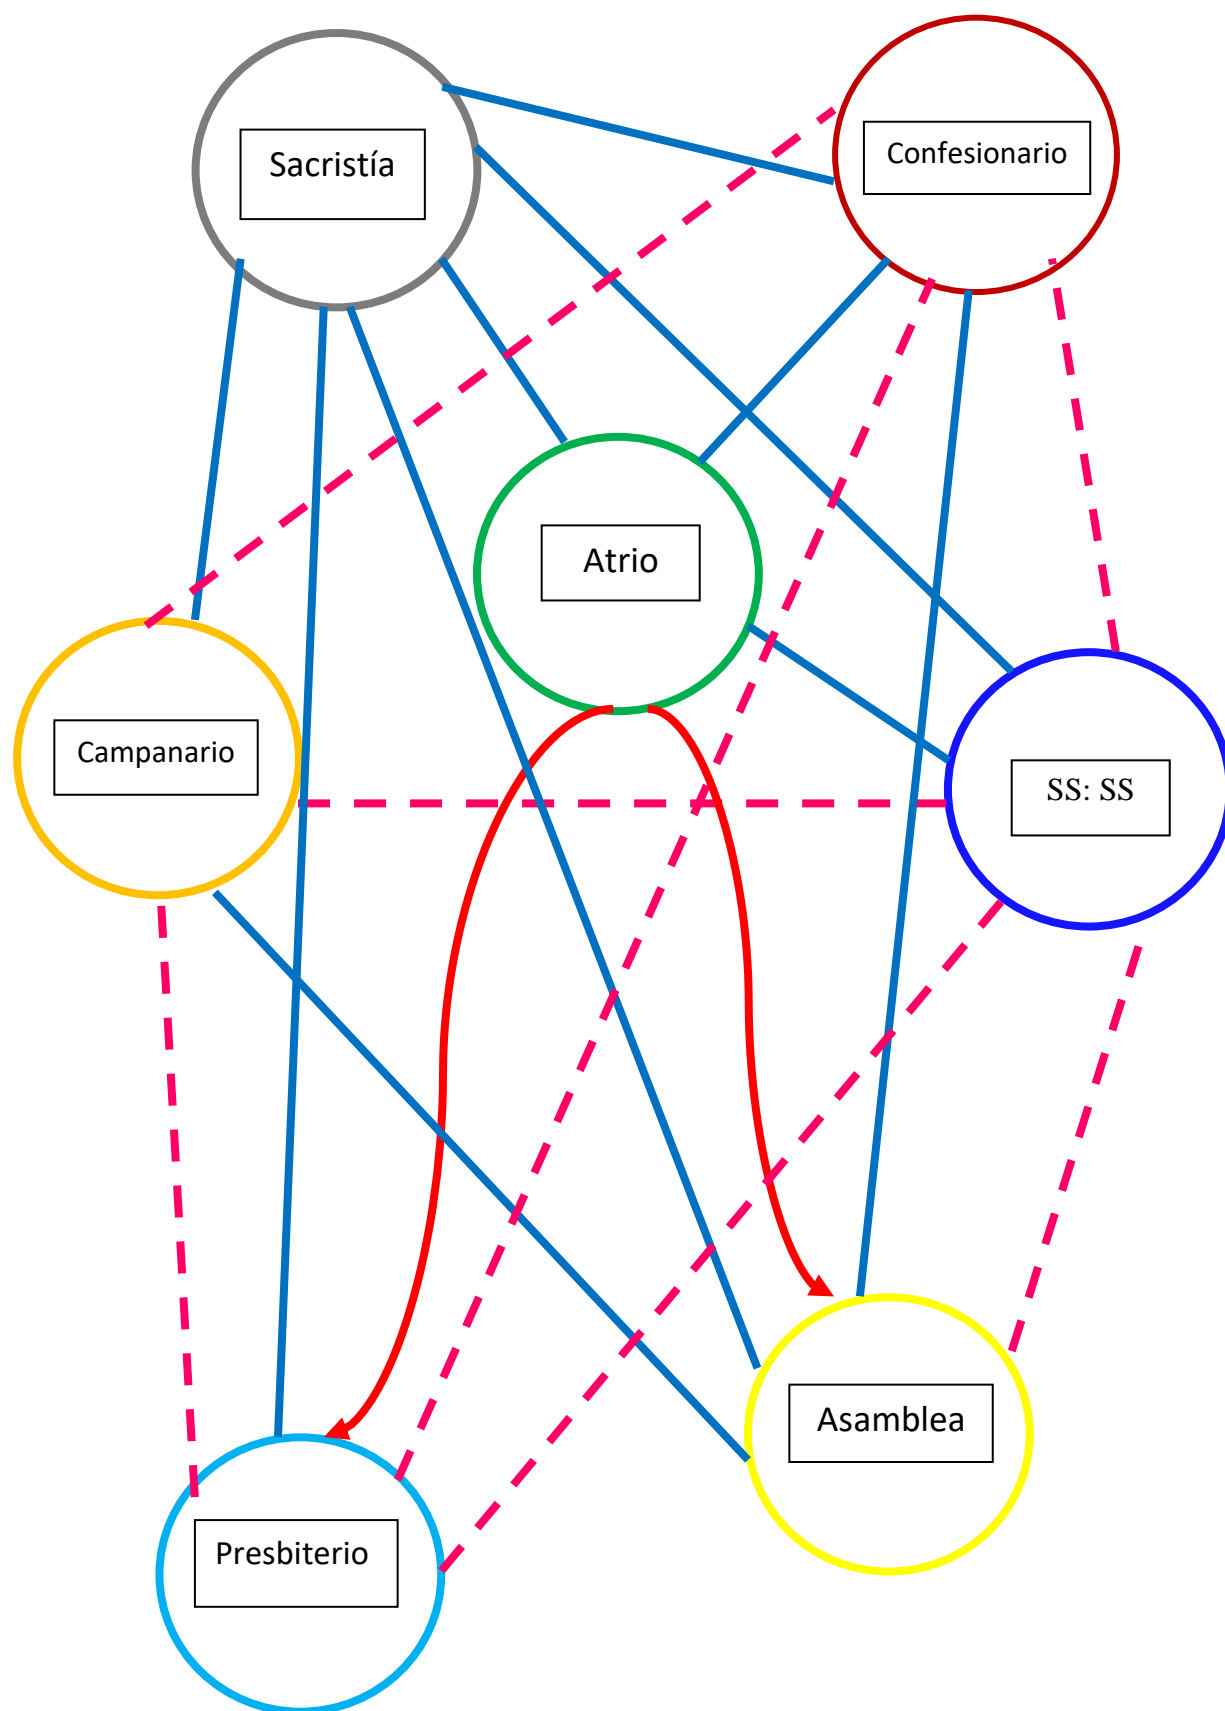 Sacristía
Confesionario
Atrio
Campanario
SS: SS
Asamblea
Presbiterio